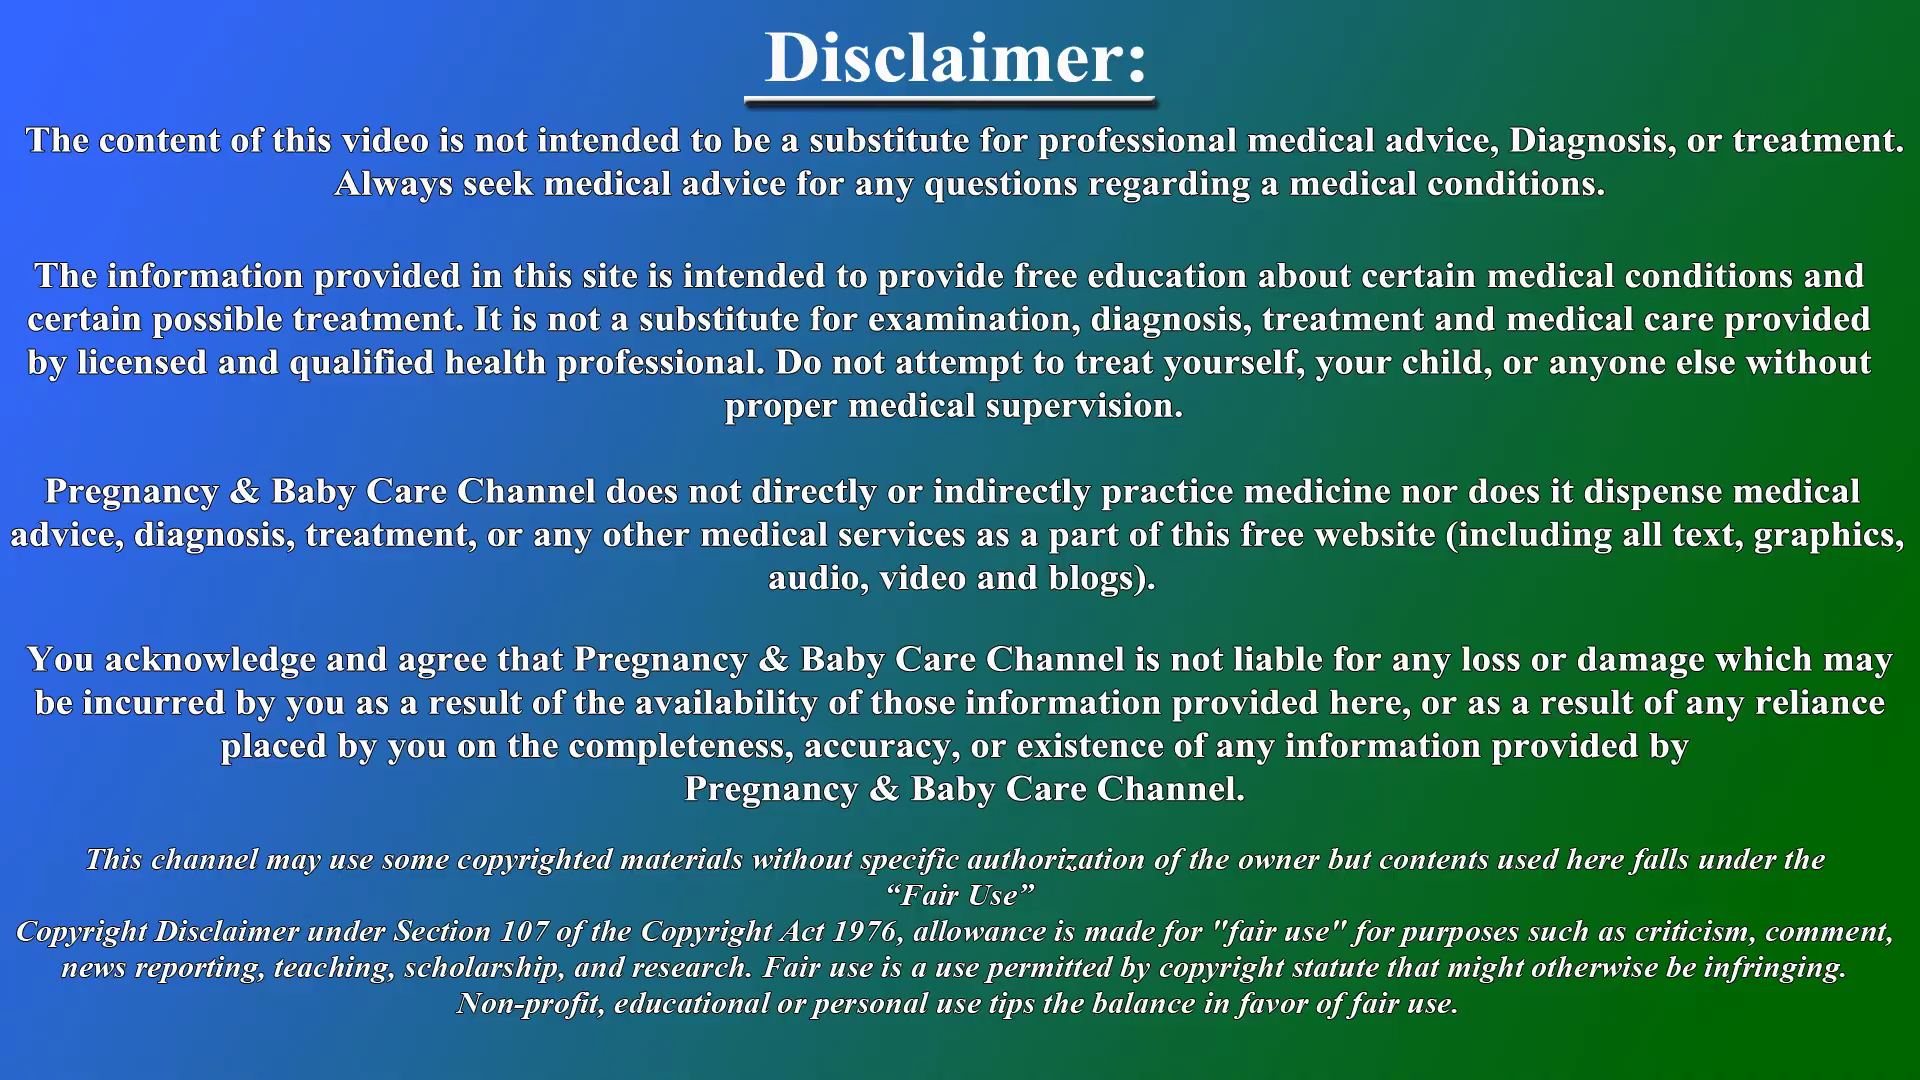 Disclaimer:
The content of this video is not intended to be a substitute for professional medical advice, Diagnosis, or treatment.
Always seek medical advice for any questions regarding a medical conditions.
The information provided in this site is intended to provide free education about certain medical conditions and
certain possible treatment. It is not a substitute for examination, diagnosis, treatment and medical care provided
by licensed and qualified health professional. Do not attempt to treat yourself, your child, or anyone else without
proper medical supervision.
Pregnancy & Baby Care Channel does not directly or indirectly practice medicine nor does it dispense medical
advice, diagnosis, treatment, or any other medical services as a part of this free website (including all text, graphics,
audio, video and blogs).
You acknowledge and agree that Pregnancy & Baby Care Channel is not liable for any loss or damage which may
be incurred by you as a result of the availability of those information provided here, or as a result of any reliance
placed by you on the completeness, accuracy, or existence of any information provided by
Pregnancy & Baby Care Channel.
This channel may use some copyrighted materials without specific authorization of the owner but contents used here falls under the
“Fair Use”
Copyright Disclaimer under Section 107 of the Copyright Act 1976, allowance is made for "fair use" for purposes such as criticism, comment,
news reporting, teaching, scholarship, and research. Fair use is a use permitted by copyright statute that might otherwise be infringing.
Non-profit, educational or personal use tips the balance in favor of fair use.